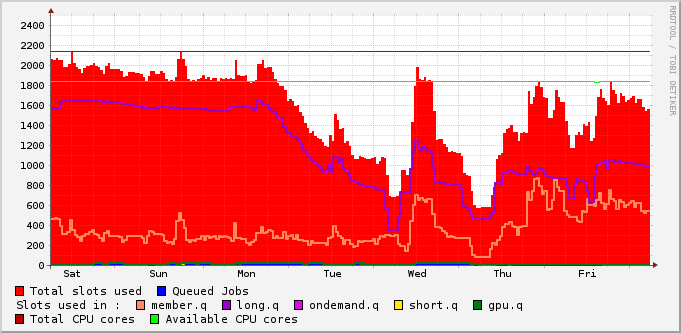 RRDTOOL / TOBI OETIKER
2400
2200
2000
1800
1600
1400
1200
1000
800
600
400
200
0
Sat Sun Mon Tue Wed Thu Fri
Total slots used Queued Jobs
Slots used in : member.q long.q ondemand.q short.q gpu.q
Total CPU cores Available CPU cores